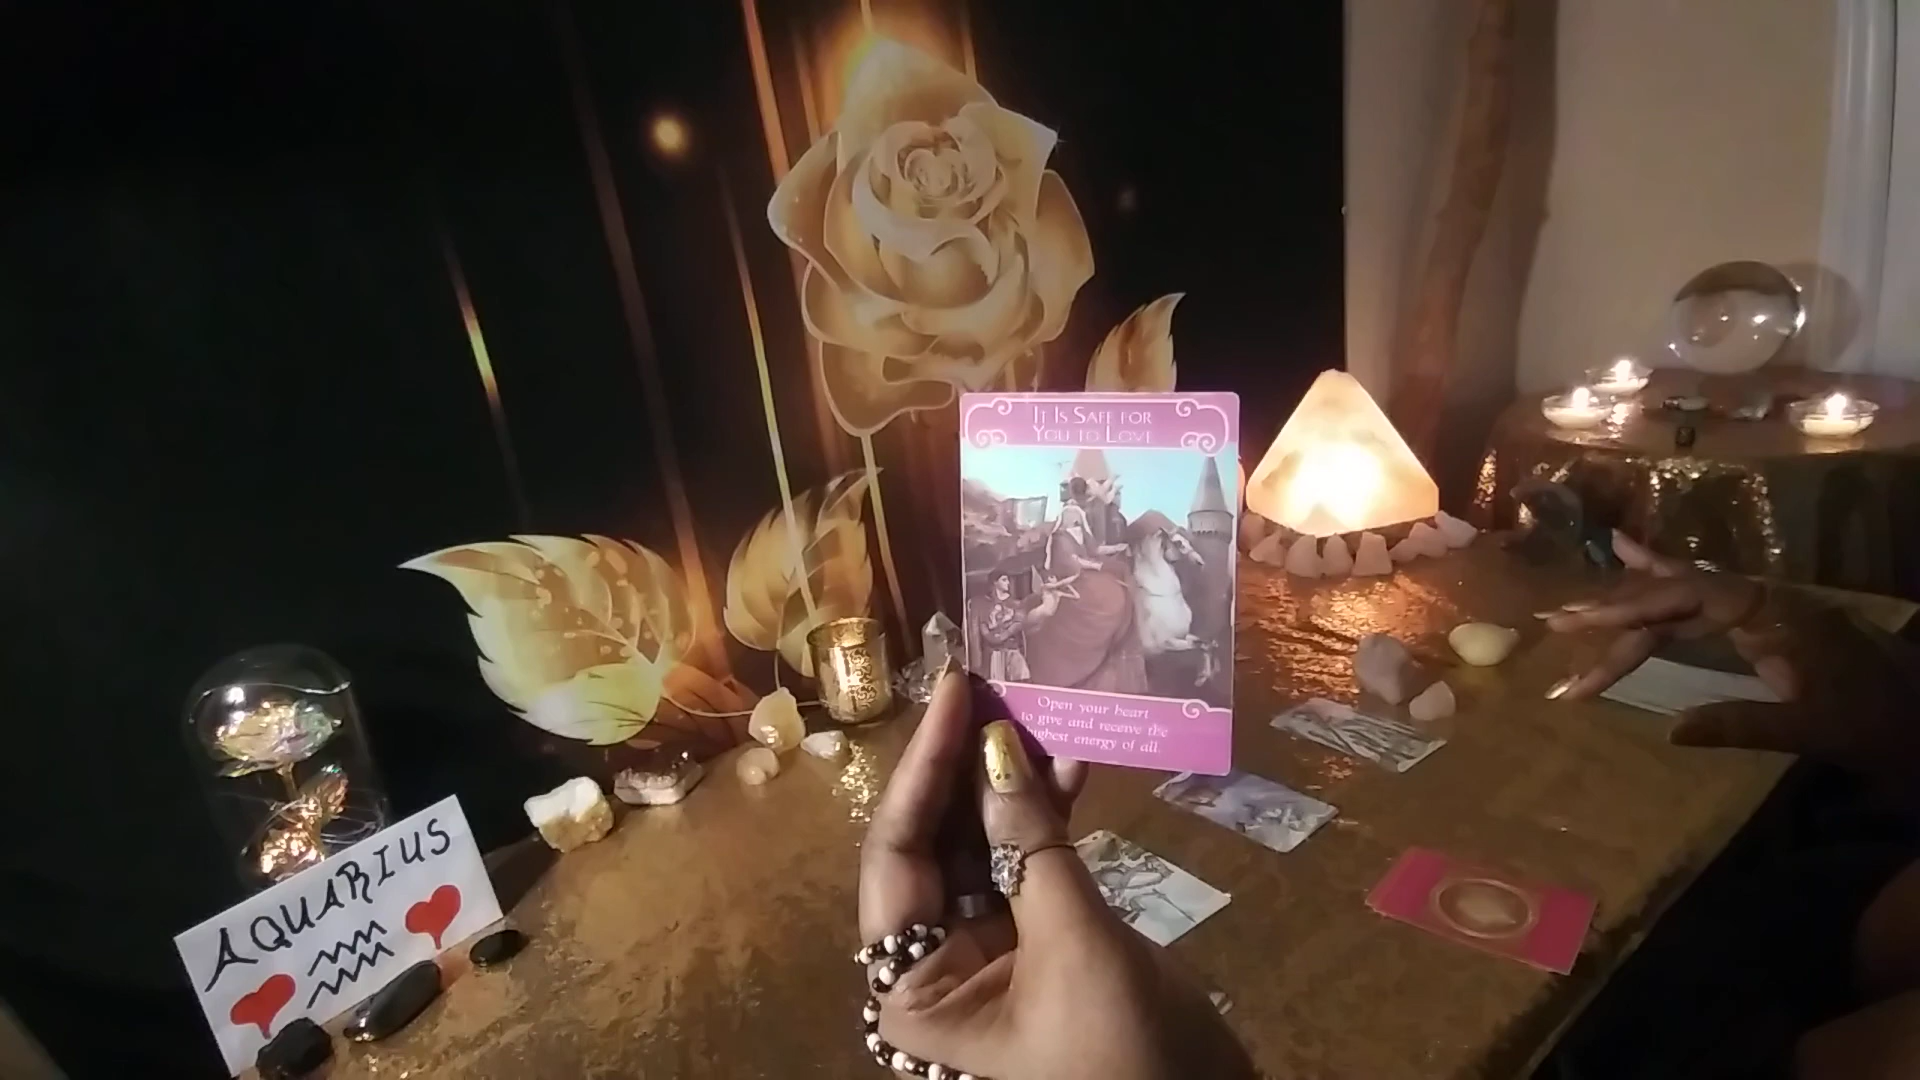 It Is Safe for
You to Love
Open your heart
to give and receive the
highest energy of all.
AQUARIUS